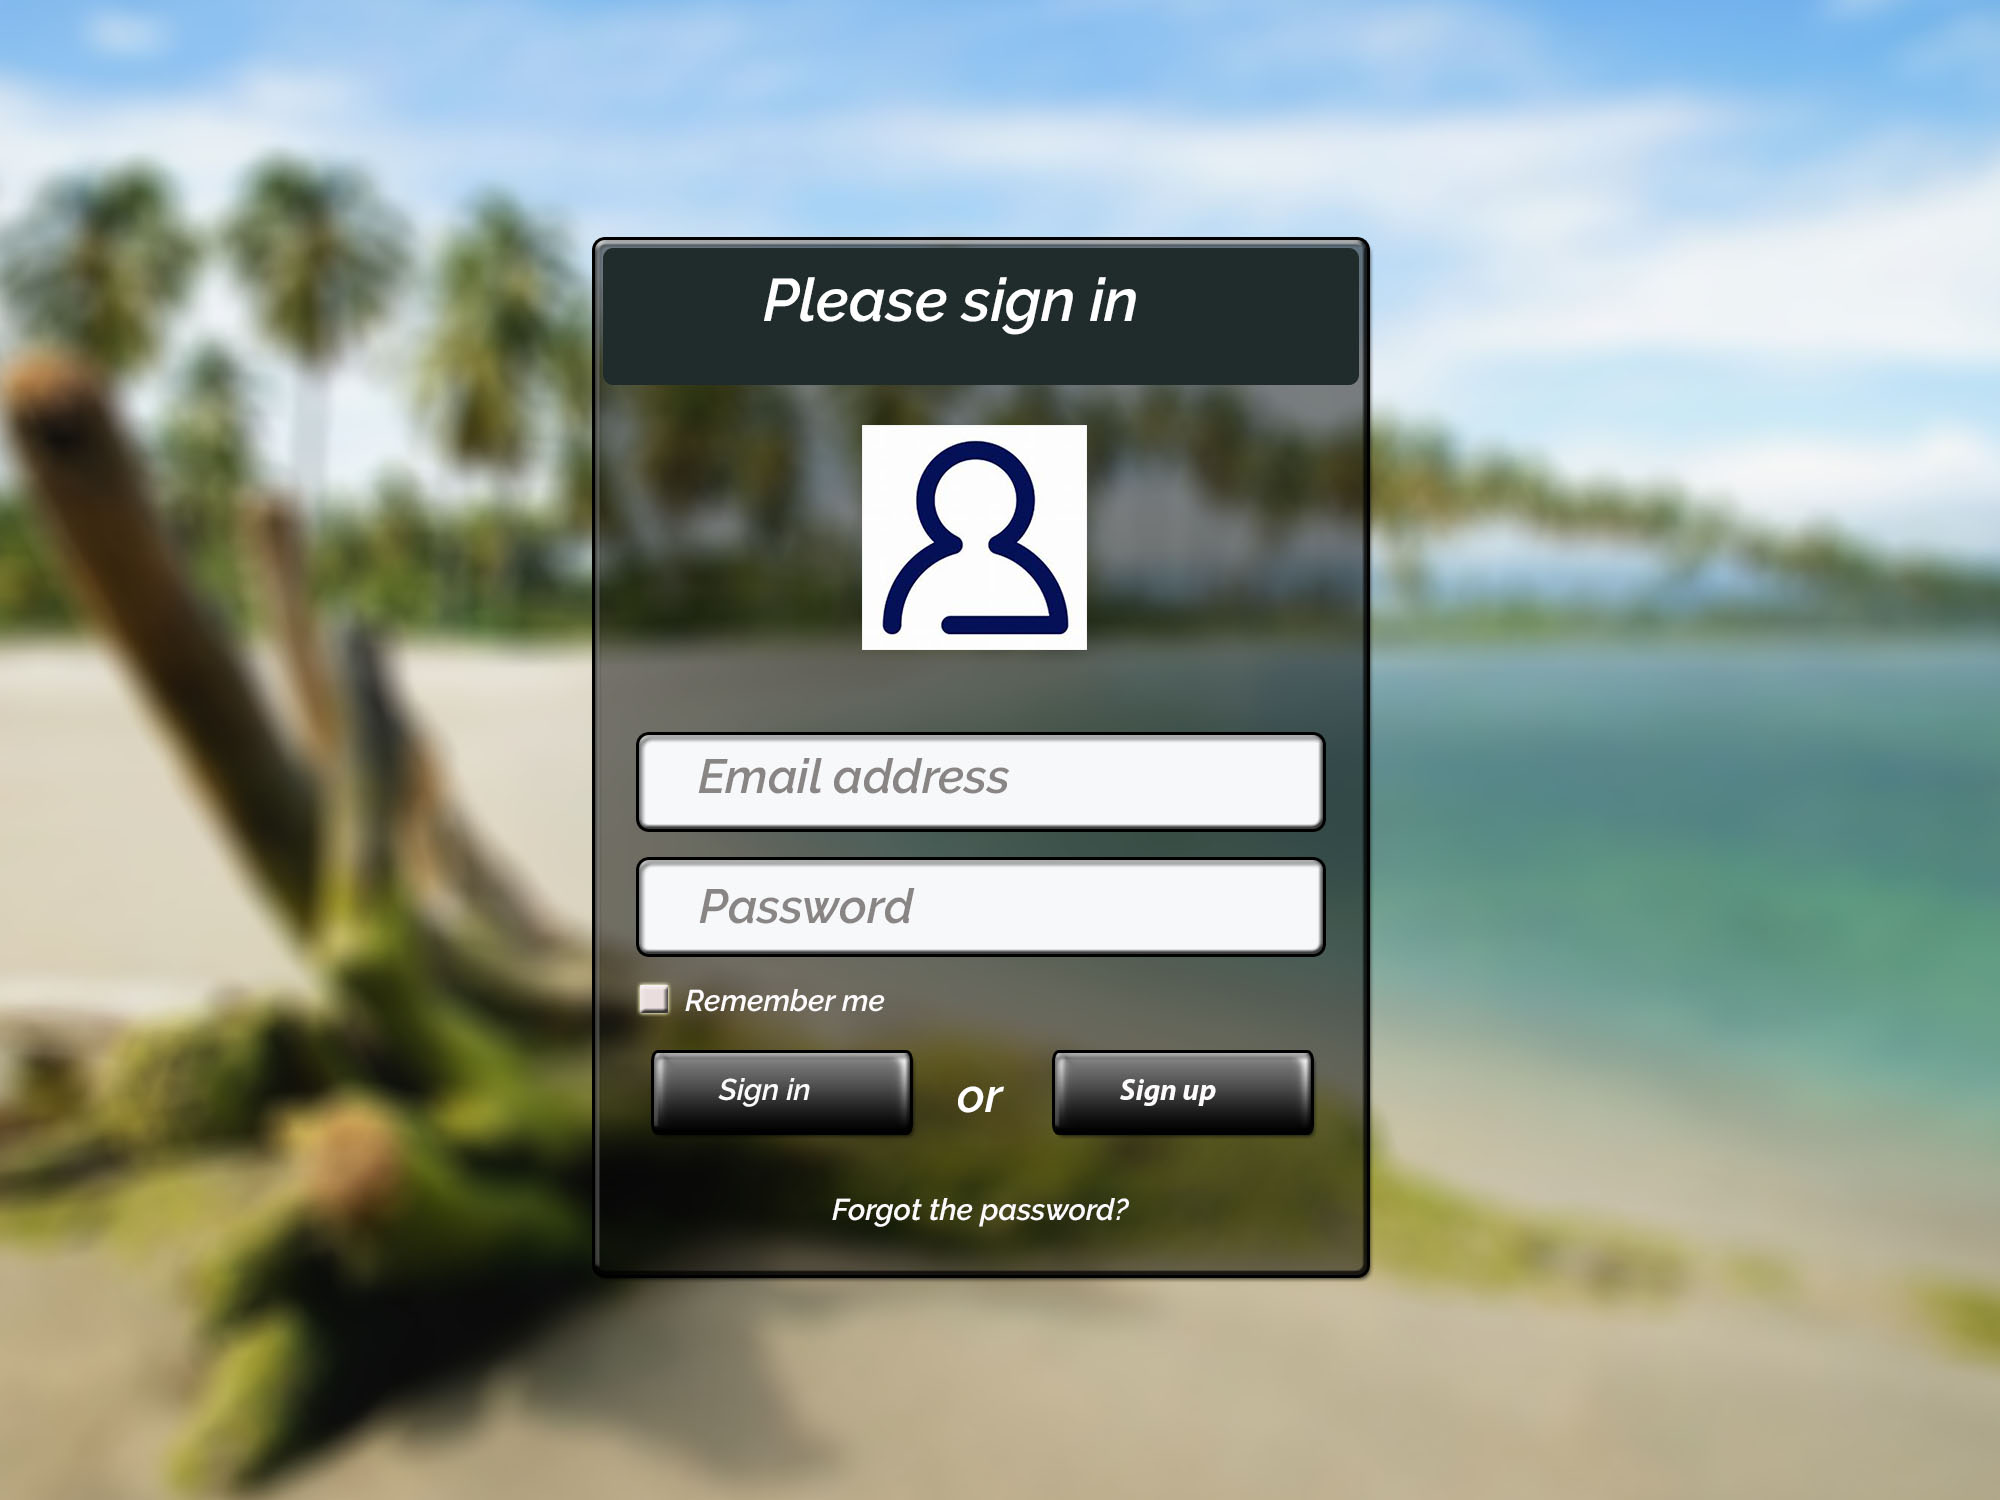 Please sign in
Email address
Password
Remember me
Sign in
or
Sign up
Forgot the password?